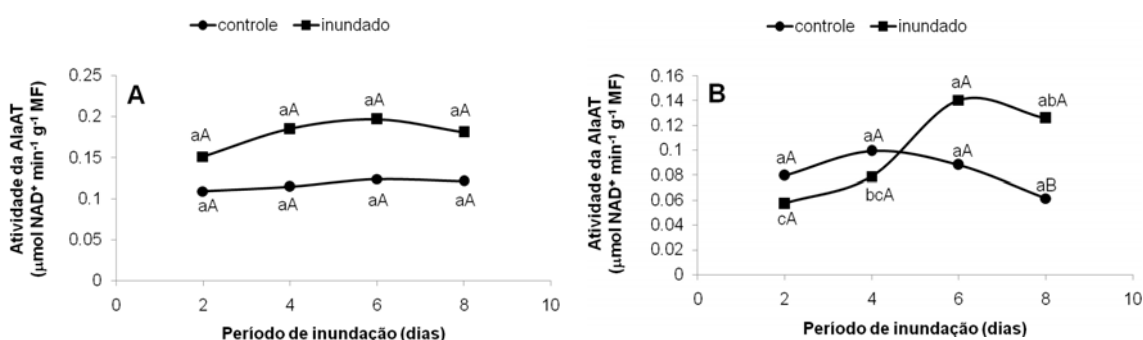 controle inundado
A
Atividade da AlaAT
(µmol NAD⁺ min⁻¹ g⁻¹ MF)
0.25
0.2
0.15
0.1
0.05
0
aA aA aA aA
aA aA aA aA
0 2 4 6 8 10
Período de inundação (dias)
controle inundado
B
Atividade da AlaAT
(µmol NAD⁺ min⁻¹ g⁻¹ MF)
0.16
0.14
0.12
0.1
0.08
0.06
0.04
0.02
0
aA aA aA aB
cA bcA aA abA
0 2 4 6 8 10
Período de inundação (dias)